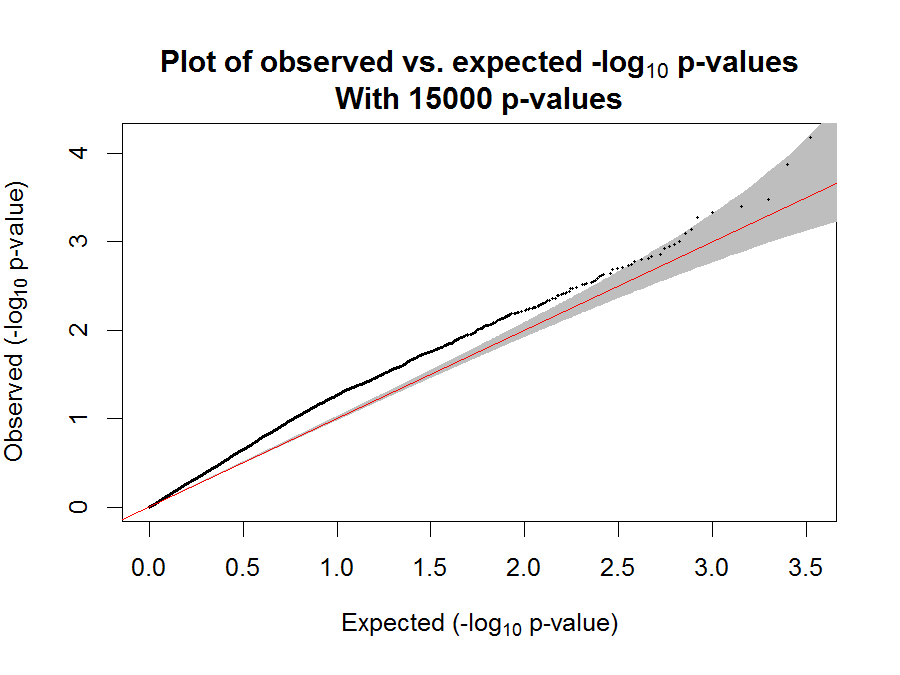 Plot of observed vs. expected -log10 p-values
With 15000 p-values
Observed (-log10 p-value)
4
3
2
1
0
0.0 0.5 1.0 1.5 2.0 2.5 3.0 3.5
Expected (-log10 p-value)